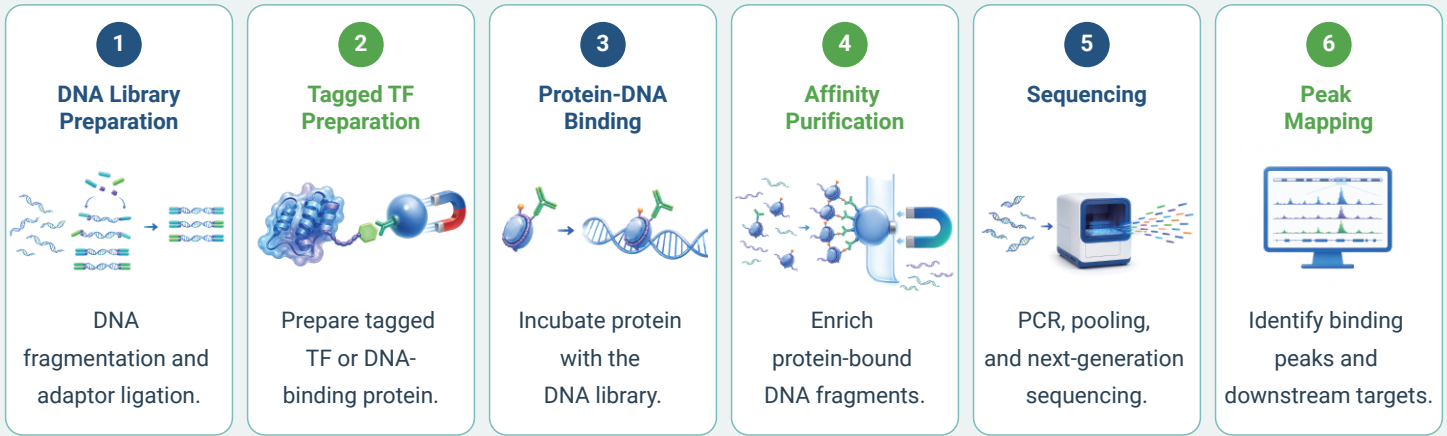 1
DNA Library
Preparation
DNA
fragmentation and
adaptor ligation.
2
Tagged TF
Preparation
Prepare tagged
TF or DNA-
binding protein.
3
Protein-DNA
Binding
Incubate protein
with the
DNA library.
4
Affinity
Purification
Enrich
protein-bound
DNA fragments.
5
Sequencing
PCR, pooling,
and next-generation
sequencing.
6
Peak
Mapping
Identify binding
peaks and
downstream targets.